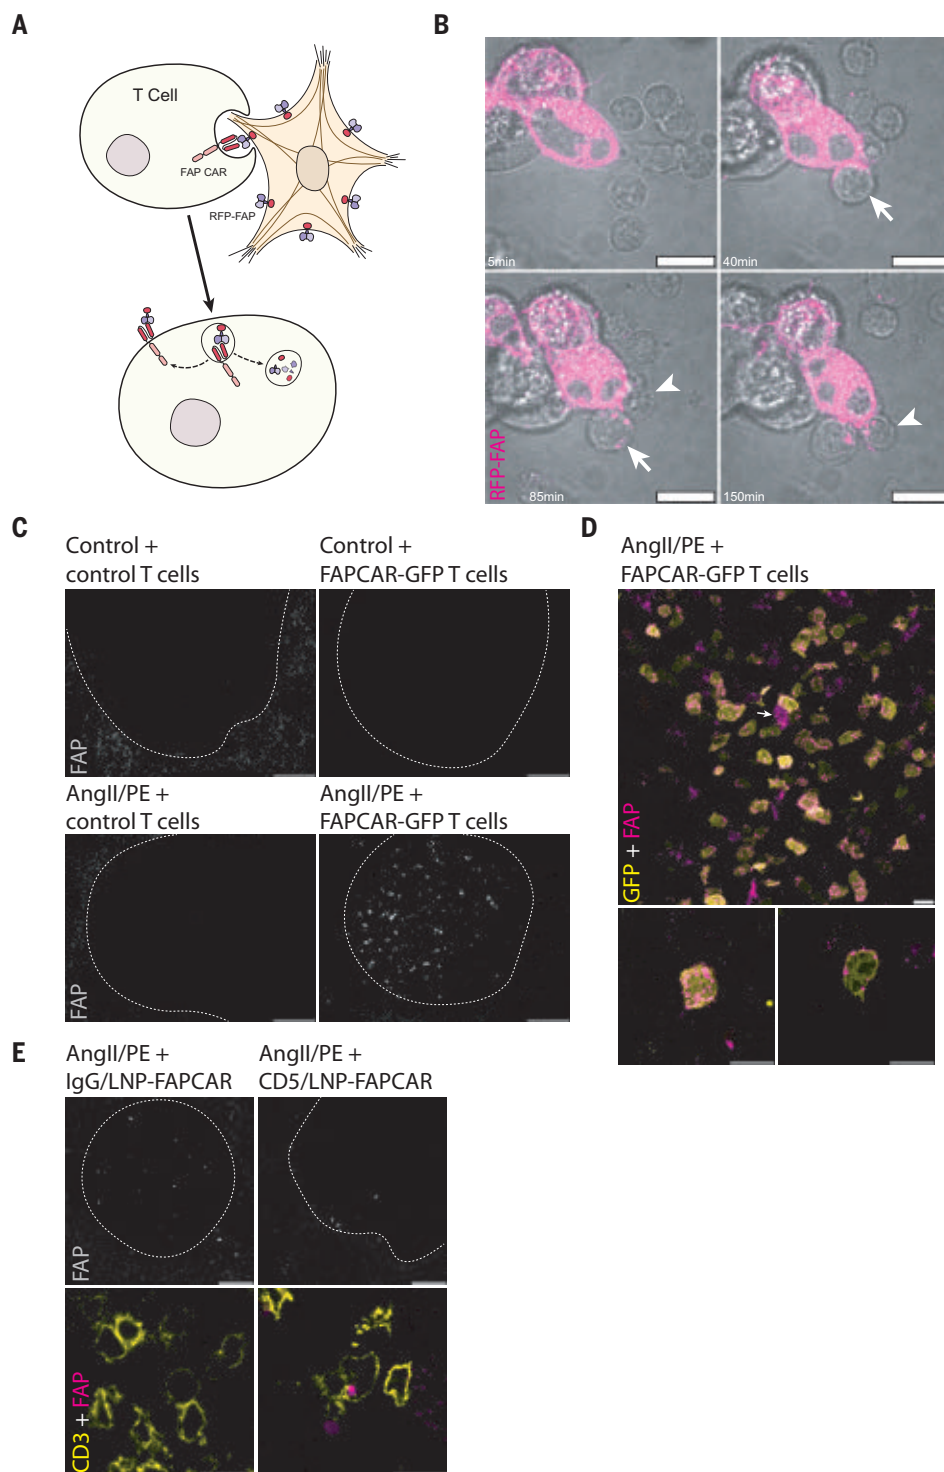 A
T Cell
FAP CAR
RFP-FAP
B
5min
40min
RFP-FAP
85min
150min
C
Control +
control T cells
Control +
FAPCAR-GFP T cells
FAP
AngII/PE +
control T cells
AngII/PE +
FAPCAR-GFP T cells
FAP
D
AngII/PE +
FAPCAR-GFP T cells
GFP + FAP
E
AngII/PE +
IgG/LNP-FAPCAR
AngII/PE +
CD5/LNP-FAPCAR
FAP
CD3 + FAP